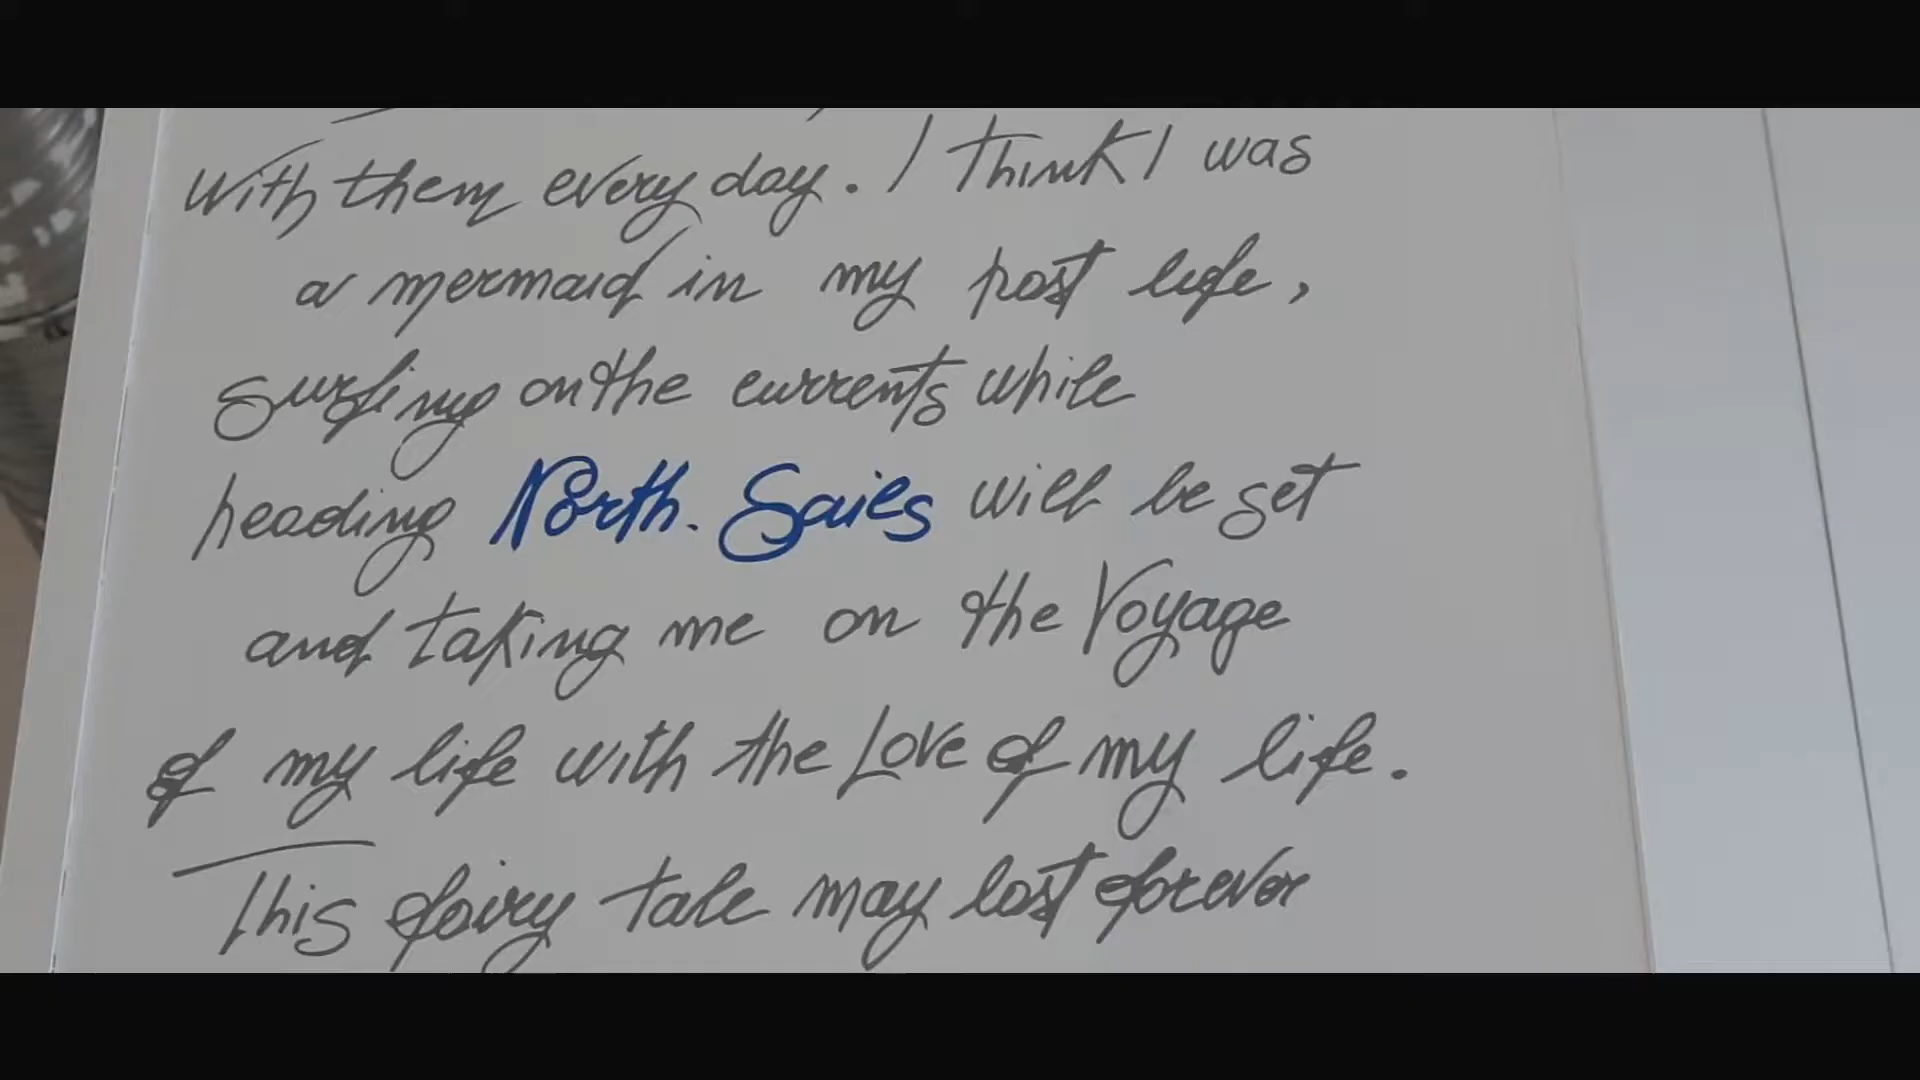 with them every day. I think I was
a mermaid in my past life,
surfing on the currents while
heading North. Sails will be set
and taking me on the Voyage
of my life with the Love of my life.
This fairy tale may last forever